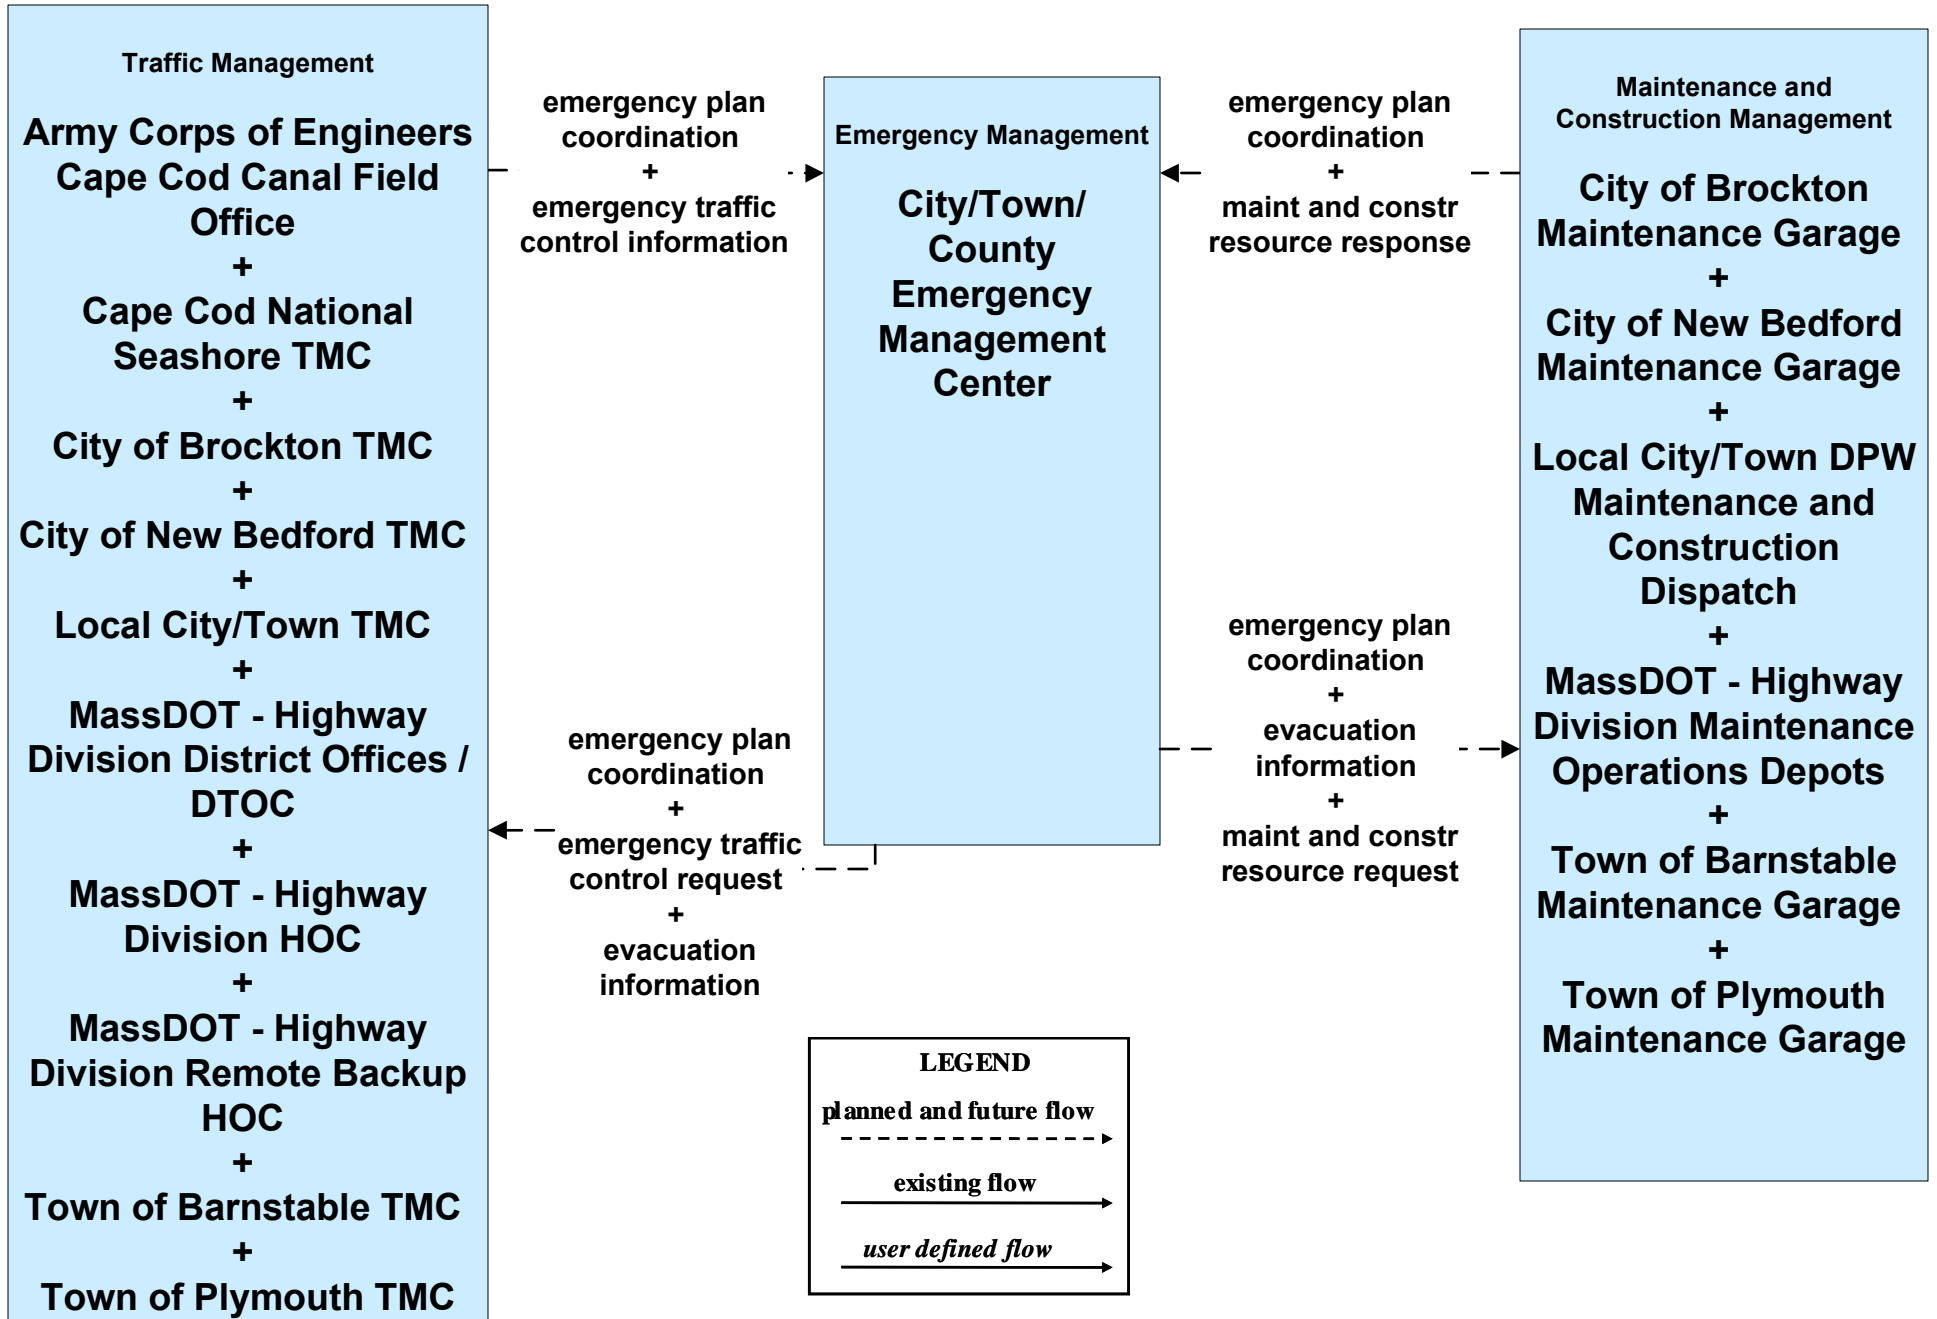 Traffic Management
Army Corps of Engineers
Cape Cod Canal Field
Office
+
Cape Cod National
Seashore TMC
+
City of Brockton TMC
+
City of New Bedford TMC
+
Local City/Town TMC
+
MassDOT - Highway
Division District Offices /
DTOC
+
MassDOT - Highway
Division HOC
+
MassDOT - Highway
Division Remote Backup
HOC
+
Town of Barnstable TMC
+
Town of Plymouth TMC
emergency plan
coordination
+
emergency traffic
control information
emergency plan
coordination
+
emergency traffic
control request
+
evacuation
information
Emergency Management
City/Town/
County
Emergency
Management
Center
emergency plan
coordination
+
maint and constr
resource response
emergency plan
coordination
+
evacuation
information
+
maint and constr
resource request
Maintenance and
Construction Management
City of Brockton
Maintenance Garage
+
City of New Bedford
Maintenance Garage
+
Local City/Town DPW
Maintenance and
Construction
Dispatch
+
MassDOT - Highway
Division Maintenance
Operations Depots
+
Town of Barnstable
Maintenance Garage
+
Town of Plymouth
Maintenance Garage
LEGEND
planned and future flow
existing flow
user defined flow